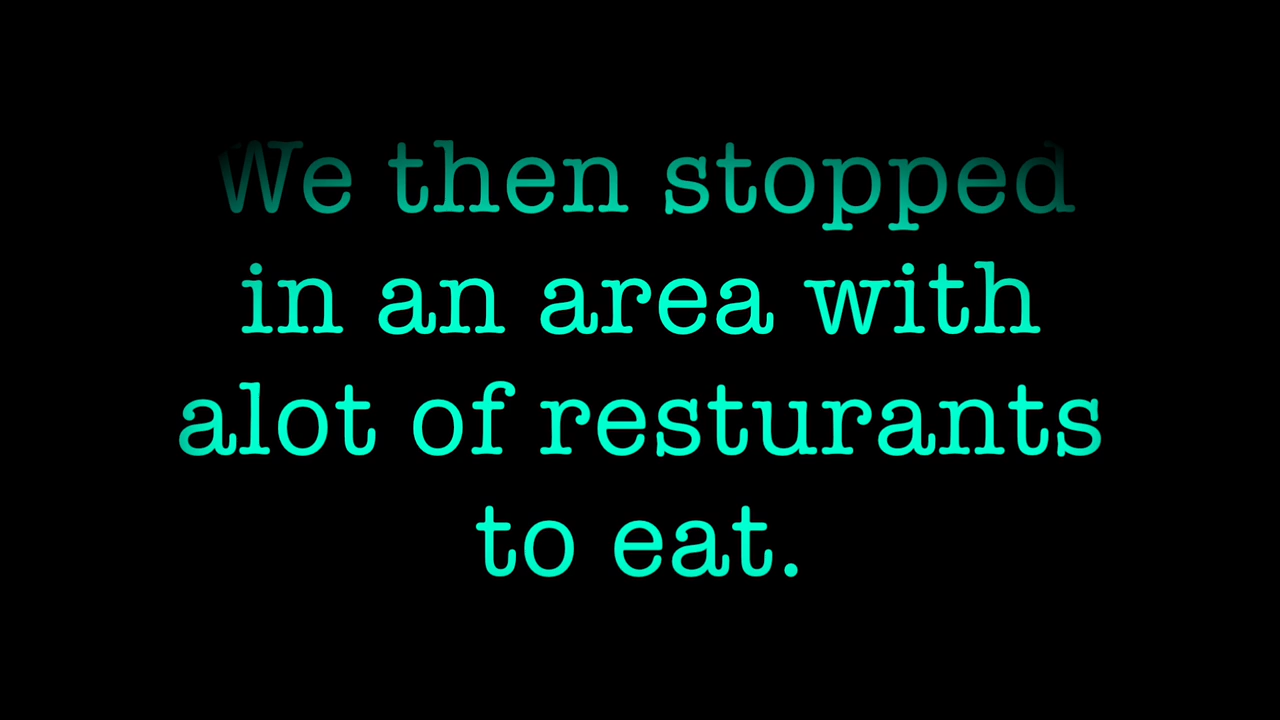 We then stopped
in an area with
alot of resturants
to eat.